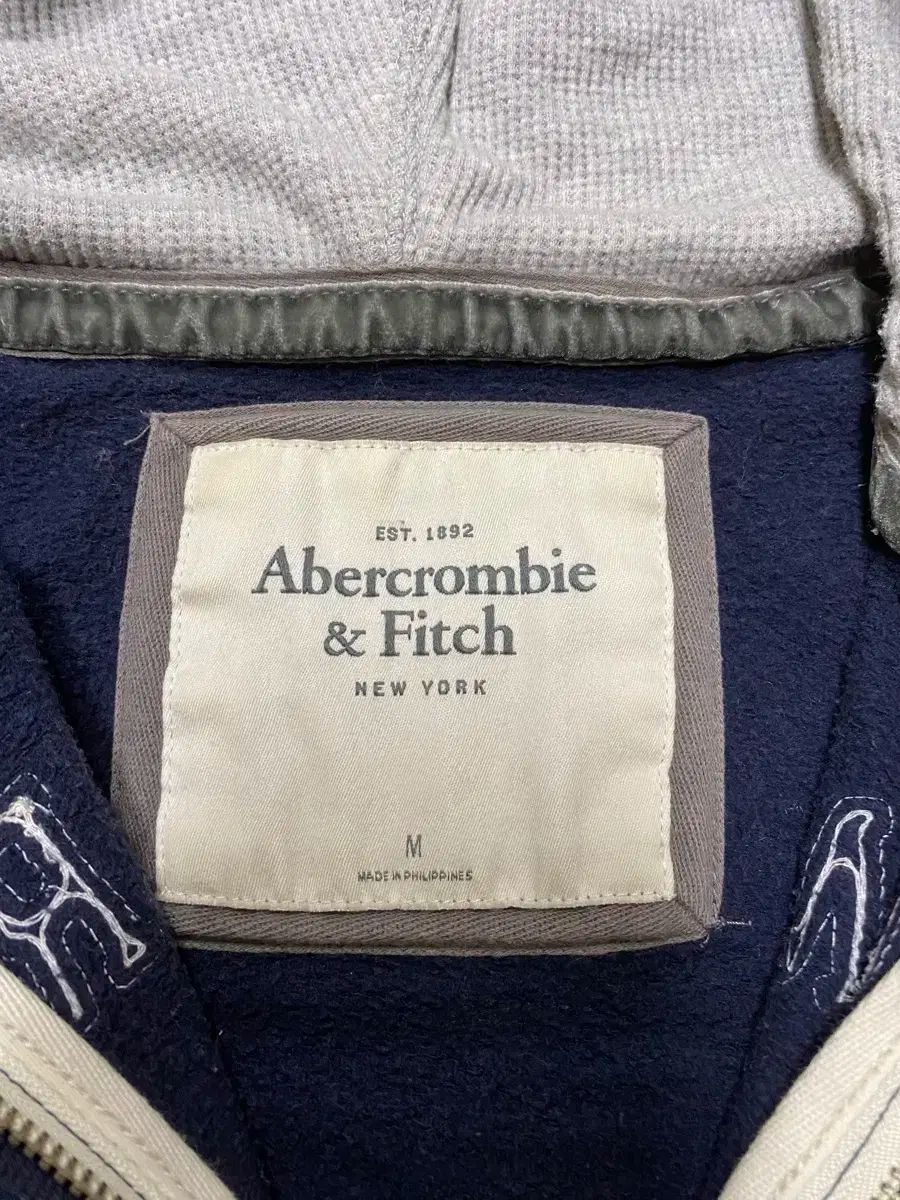 EST. 1892
Abercrombie
& Fitch
NEW YORK
M
MADE IN PHILIPPINES